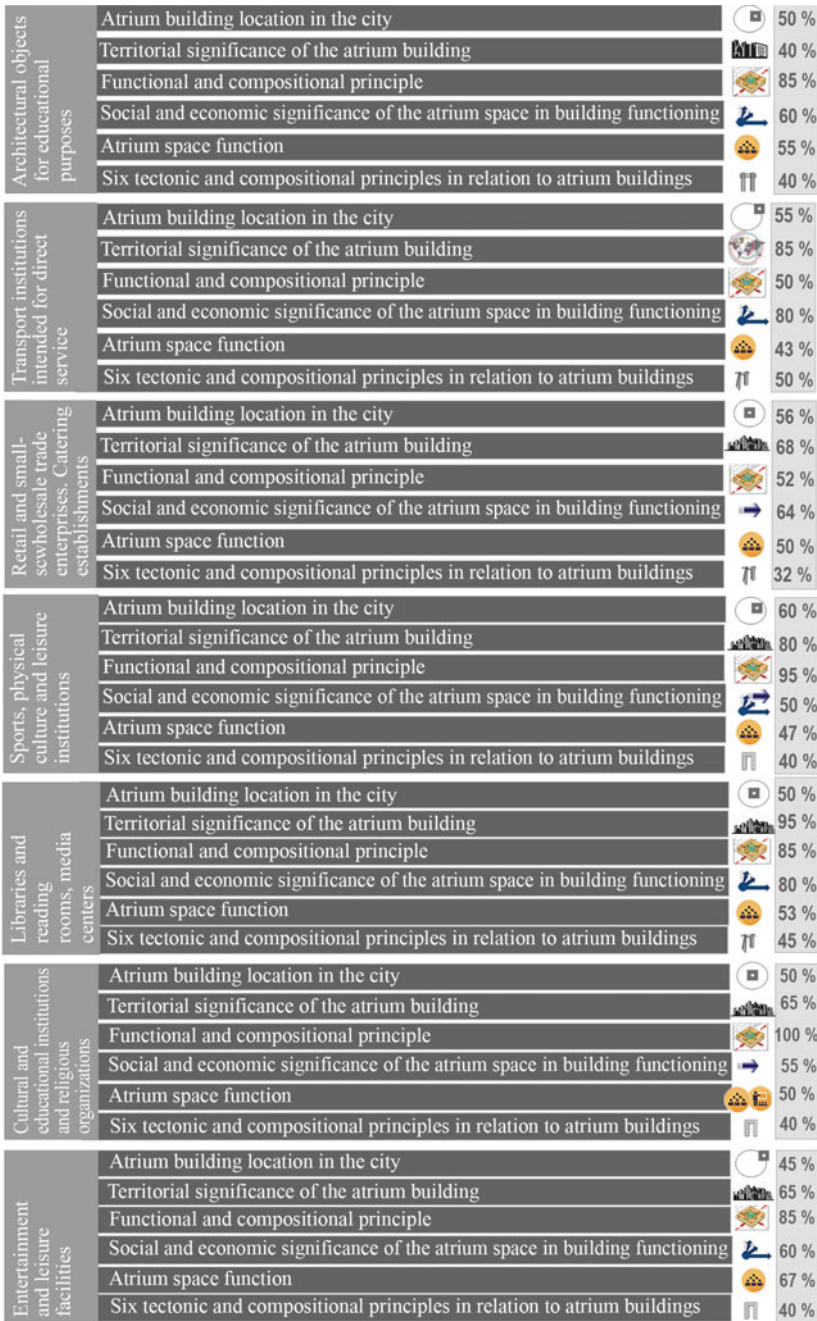 Architectural objects
for educational
purposes
Atrium building location in the city 50 %
Territorial significance of the atrium building 40 %
Functional and compositional principle 85 %
Social and economic significance of the atrium space in building functioning 60 %
Atrium space function 55 %
Six tectonic and compositional principles in relation to atrium buildings 40 %
Transport institutions
intended for direct
service
Atrium building location in the city 55 %
Territorial significance of the atrium building 85 %
Functional and compositional principle 50 %
Social and economic significance of the atrium space in building functioning 80 %
Atrium space function 43 %
Six tectonic and compositional principles in relation to atrium buildings 50 %
Retail and small-
scwholesale trade
enterprises. Catering
establishments
Atrium building location in the city 56 %
Territorial significance of the atrium building 68 %
Functional and compositional principle 52 %
Social and economic significance of the atrium space in building functioning 64 %
Atrium space function 50 %
Six tectonic and compositional principles in relation to atrium buildings 32 %
Sports, physical
culture and leisure
institutions
Atrium building location in the city 60 %
Territorial significance of the atrium building 80 %
Functional and compositional principle 95 %
Social and economic significance of the atrium space in building functioning 50 %
Atrium space function 47 %
Six tectonic and compositional principles in relation to atrium buildings 40 %
Libraries and
reading
rooms, media
centers
Atrium building location in the city 50 %
Territorial significance of the atrium building 95 %
Functional and compositional principle 85 %
Social and economic significance of the atrium space in building functioning 80 %
Atrium space function 53 %
Six tectonic and compositional principles in relation to atrium buildings 45 %
Cultural and
educational institutions
and religious
organizations
Atrium building location in the city 50 %
Territorial significance of the atrium building 65 %
Functional and compositional principle 100 %
Social and economic significance of the atrium space in building functioning 55 %
Atrium space function 50 %
Six tectonic and compositional principles in relation to atrium buildings 40 %
Entertainment
and leisure
facilities
Atrium building location in the city 45 %
Territorial significance of the atrium building 65 %
Functional and compositional principle 85 %
Social and economic significance of the atrium space in building functioning 60 %
Atrium space function 67 %
Six tectonic and compositional principles in relation to atrium buildings 40 %